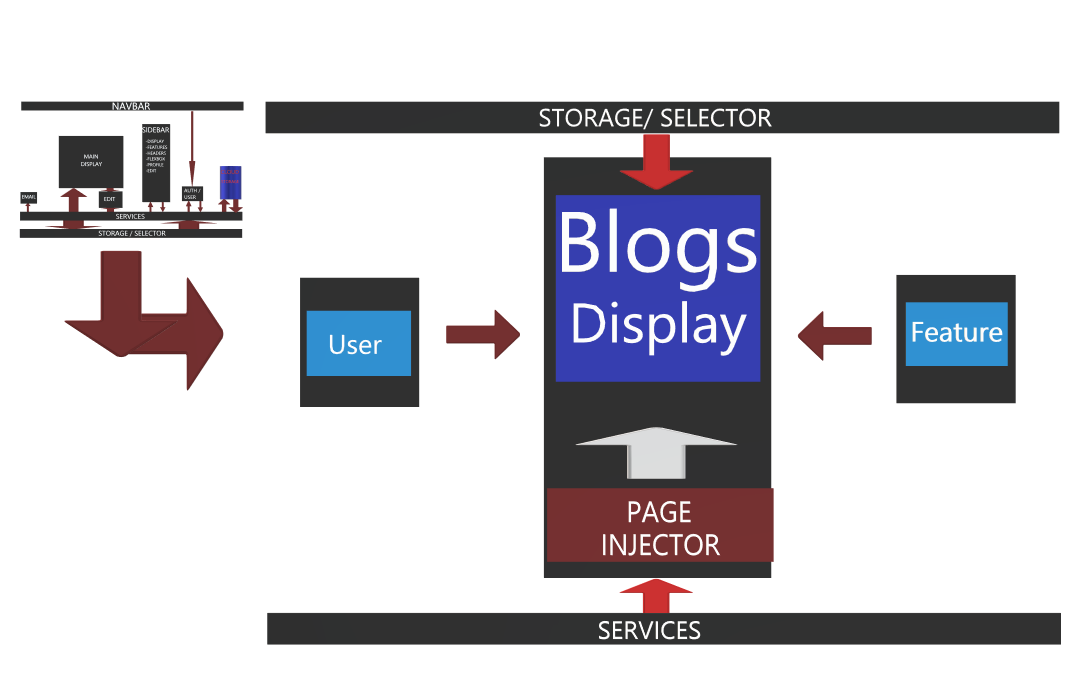 NAVBAR
MAIN
DISPLAY
SIDEBAR
-DISPLAY
-FEATURES
-HEADERS
-FLEXBOX
-PROFILE
-EDIT
EMAIL
EDIT
AUTH /
USER
SERVICES
STORAGE / SELECTOR
STORAGE/ SELECTOR
Blogs
Display
User
Feature
PAGE
INJECTOR
SERVICES